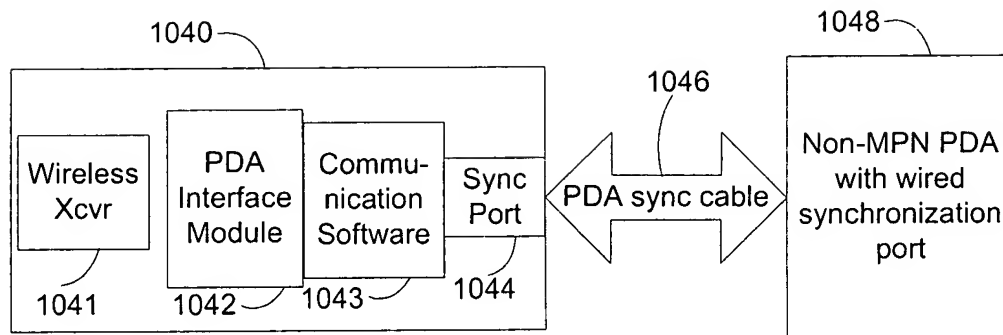 1040
1048
1046
Wireless
Xcvr
PDA
Interface
Module
Commu-
nication
Software
Sync
Port
PDA sync cable
Non-MPN PDA
with wired
synchronization
port
1041
1042
1043
1044